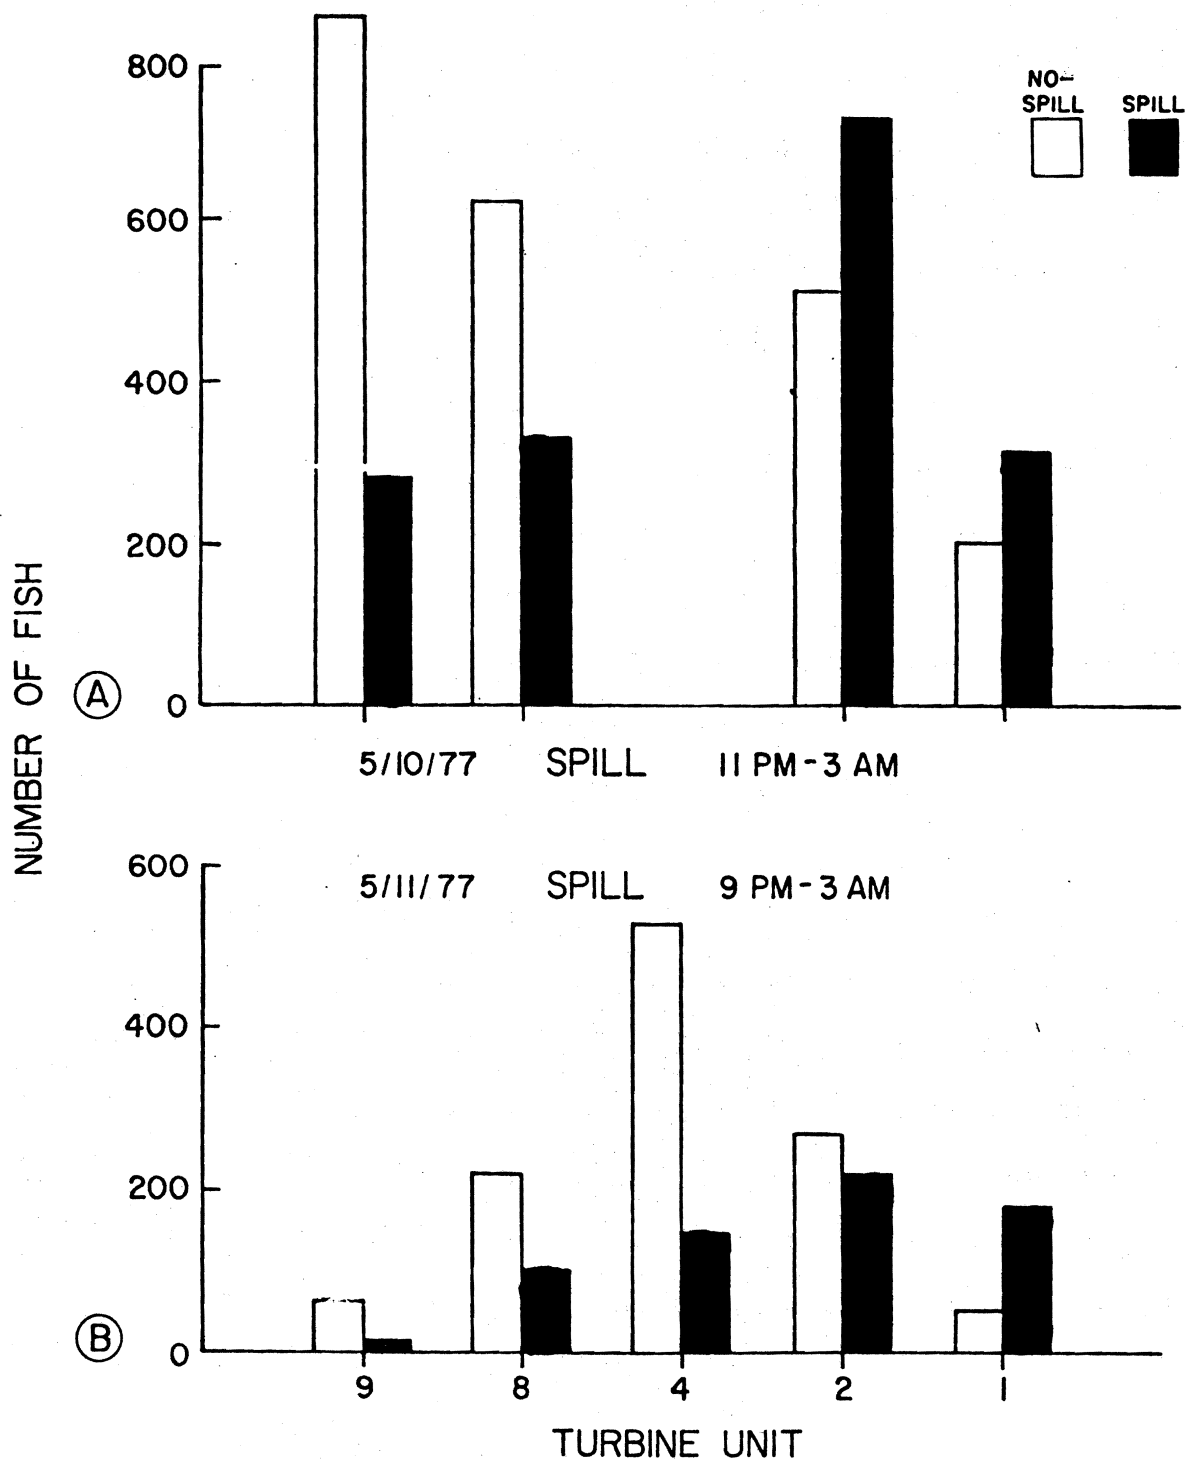 800
600
400
200
0
NO-
SPILL
SPILL
NUMBER OF FISH
A
5/10/77 SPILL 11 PM-3 AM
600
400
200
0
5/11/77 SPILL 9 PM-3 AM
B
9 8 4 2 1
TURBINE UNIT